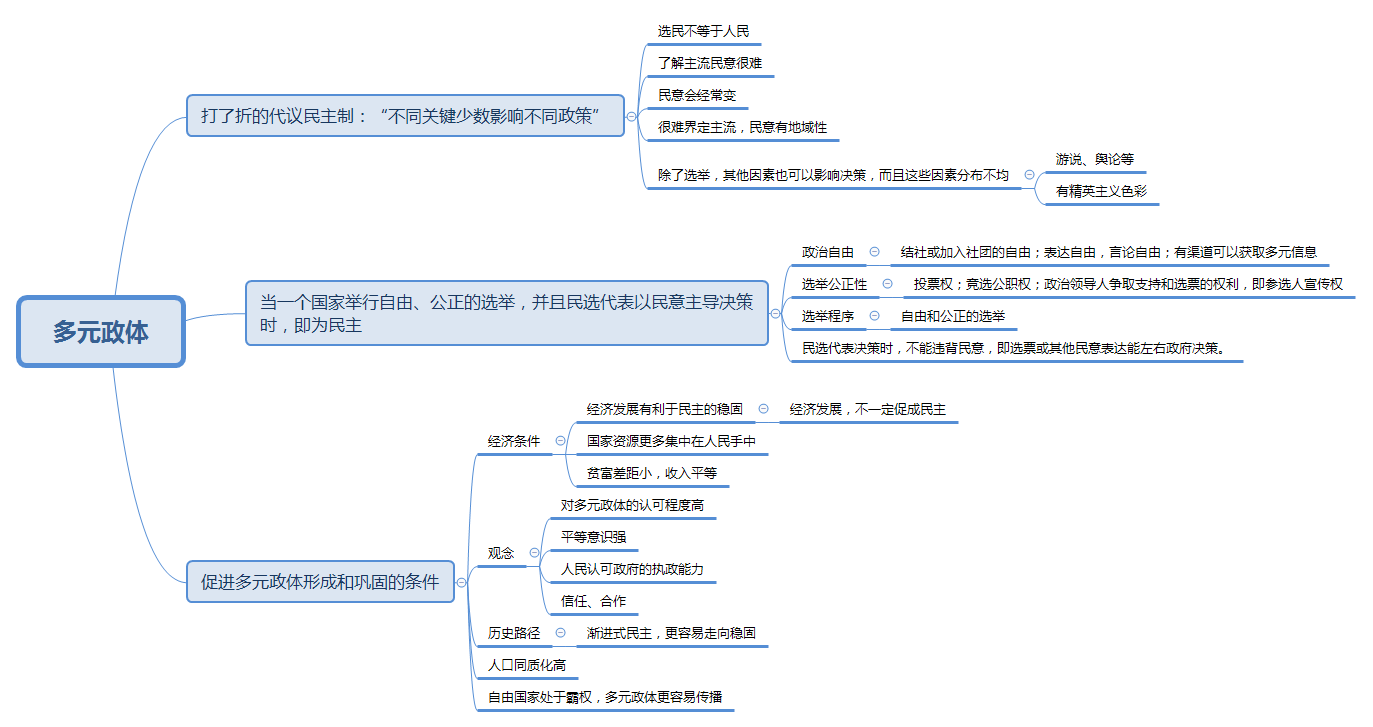 多元政体
打了折的代议民主制：“不同关键少数影响不同政策”
选民不等于人民
了解主流民意很难
民意会经常变
很难界定主流，民意有地域性
除了选举，其他因素也可以影响决策，而且这些因素分布不均
游说、舆论等
有精英主义色彩
当一个国家举行自由、公正的选举，并且民选代表以民意主导决策
时，即为民主
政治自由
结社或加入社团的自由；表达自由，言论自由；有渠道可以获取多元信息
选举公正性
投票权；竞选公职权；政治领导人争取支持和选票的权利，即参选人宣传权
选举程序
自由和公正的选举
民选代表决策时，不能违背民意，即选票或其他民意表达能左右政府决策。
促进多元政体形成和巩固的条件
经济条件
经济发展有利于民主的稳固
经济发展，不一定促成民主
国家资源更多集中在人民手中
贫富差距小，收入平等
观念
对多元政体的认可程度高
平等意识强
人民认可政府的执政能力
信任、合作
历史路径
渐进式民主，更容易走向稳固
人口同质化高
自由国家处于霸权，多元政体更容易传播